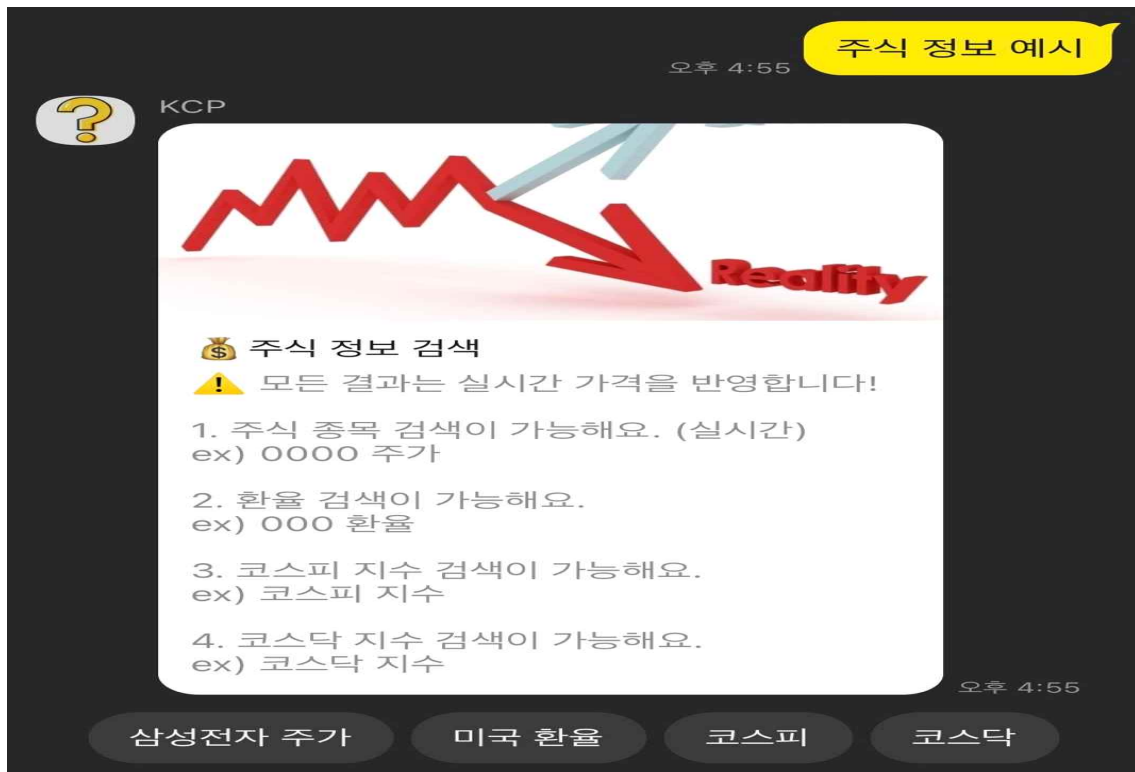 주식 정보 예시
오후 4:55
KCP
Reality
💰 주식 정보 검색
⚠️ 모든 결과는 실시간 가격을 반영합니다!
1. 주식 종목 검색이 가능해요. (실시간)
ex) 0000 주가
2. 환율 검색이 가능해요.
ex) 000 환율
3. 코스피 지수 검색이 가능해요.
ex) 코스피 지수
4. 코스닥 지수 검색이 가능해요.
ex) 코스닥 지수
오후 4:55
삼성전자 주가 미국 환율 코스피 코스닥